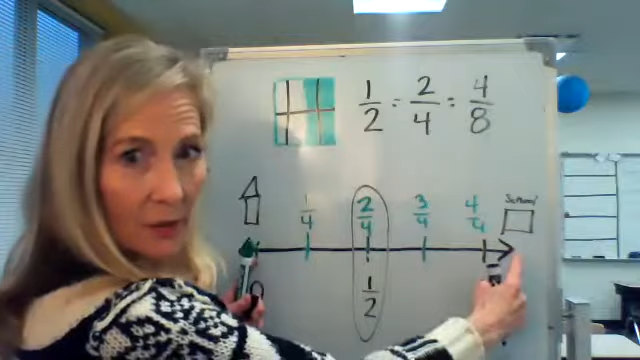 1/2 = 2/4 = 4/8
School
1/4 2/4 3/4 4/4
0 1/2